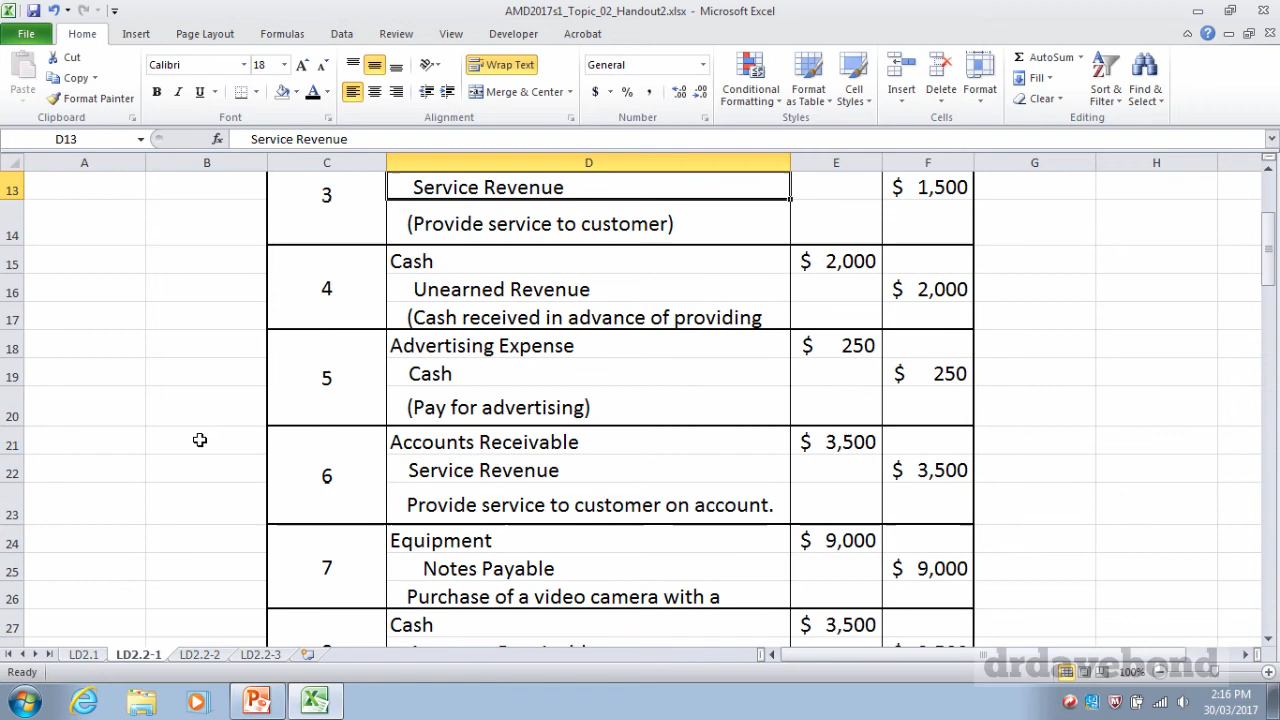 AMD2017s1_Topic_02_Handout2.xlsx - Microsoft Excel
File Home Insert Page Layout Formulas Data Review View Developer Acrobat
Paste
Cut
Copy
Format Painter
Clipboard
Calibri 18
B I U
Font
Wrap Text
Merge & Center
Alignment
General
$ % , .00 .0
Number
Conditional Formatting
Format as Table
Cell Styles
Styles
Insert Delete Format
Cells
Σ AutoSum
Fill
Clear
Sort & Filter
Find & Select
Editing
D13 fx Service Revenue
A B C D E F G H
13 3 Service Revenue $ 1,500
14 (Provide service to customer)
15 Cash $ 2,000
16 4 Unearned Revenue $ 2,000
17 (Cash received in advance of providing
18 Advertising Expense $ 250
19 5 Cash $ 250
20 (Pay for advertising)
21 Accounts Receivable $ 3,500
22 6 Service Revenue $ 3,500
23 Provide service to customer on account.
24 Equipment $ 9,000
25 7 Notes Payable $ 9,000
26 Purchase of a video camera with a
27 Cash $ 3,500
LD2.1 LD2.2-1 LD2.2-2 LD2.2-3
drdavebond
Ready 100%
2:16 PM
30/03/2017